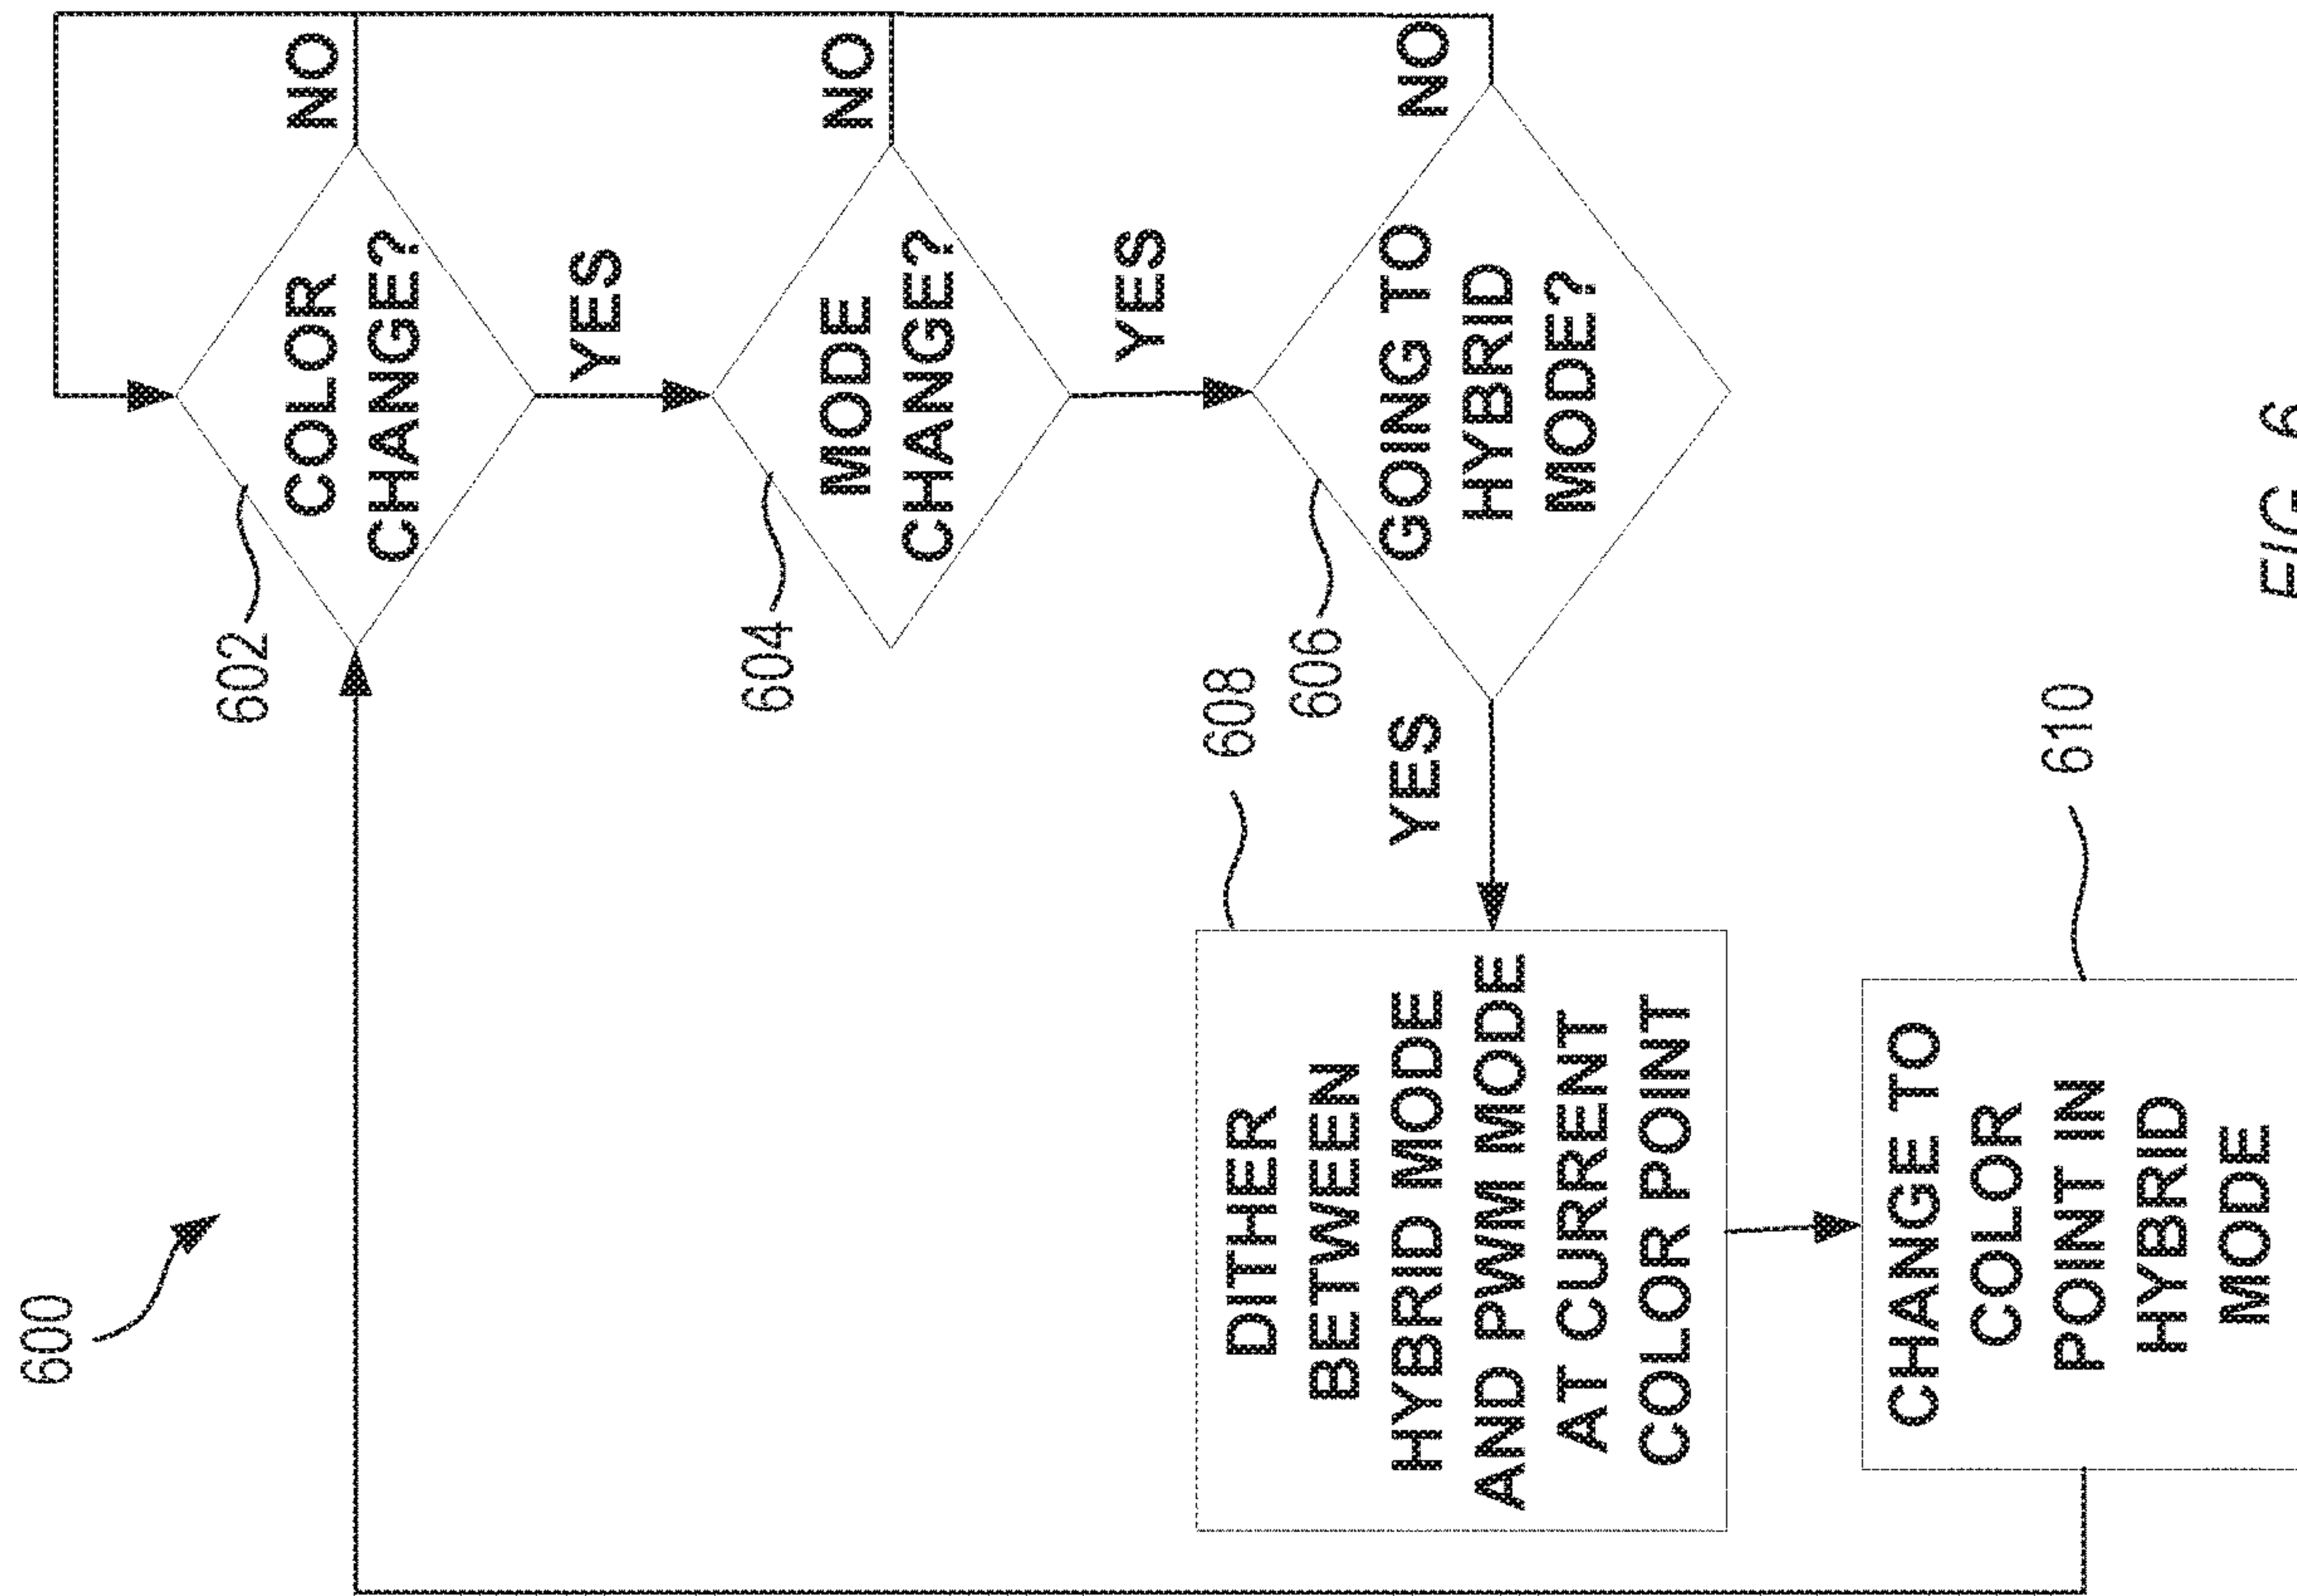 600
602
COLOR
CHANGE?
NO
YES
604
MODE
CHANGE?
NO
YES
606
GOING TO
HYBRID
MODE?
NO
YES
608
DITHER
BETWEEN
HYBRID MODE
AND PWM MODE
AT CURRENT
COLOR POINT
610
CHANGE TO
COLOR
POINT IN
HYBRID
MODE
FIG. 6